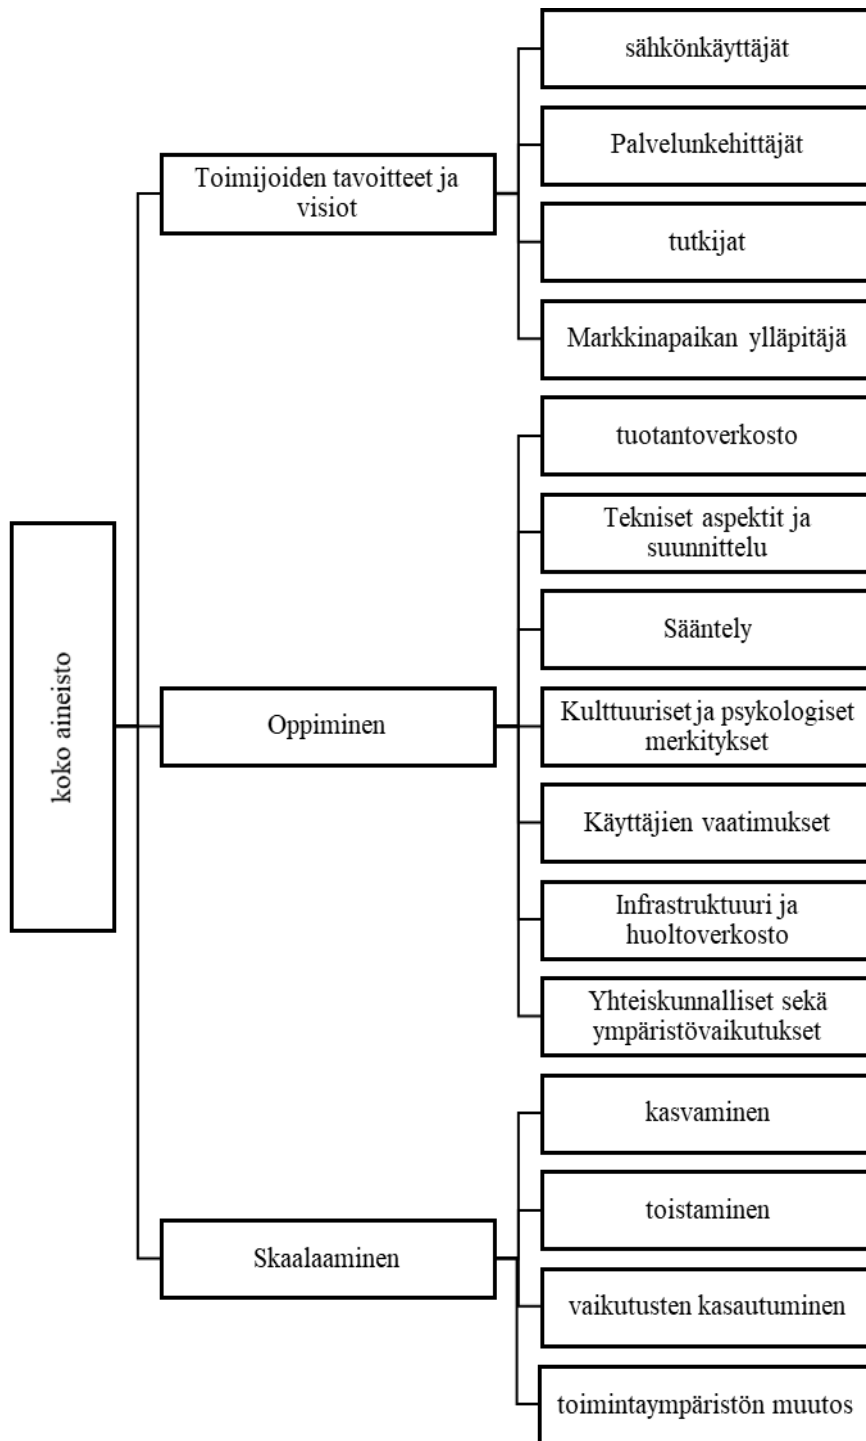 koko aineisto
Toimijoiden tavoitteet ja
visiot
sähkönkäyttäjät
Palvelunkehittäjät
tutkijat
Markkinapaikan ylläpitäjä
Oppiminen
tuotantoverkosto
Tekniset aspektit ja
suunnittelu
Sääntely
Kulttuuriset ja psykologiset
merkitykset
Käyttäjien vaatimukset
Infrastruktuuri ja
huoltoverkosto
Yhteiskunnalliset sekä
ympäristövaikutukset
Skaalaaminen
kasvaminen
toistaminen
vaikutusten kasautuminen
toimintaympäristön muutos